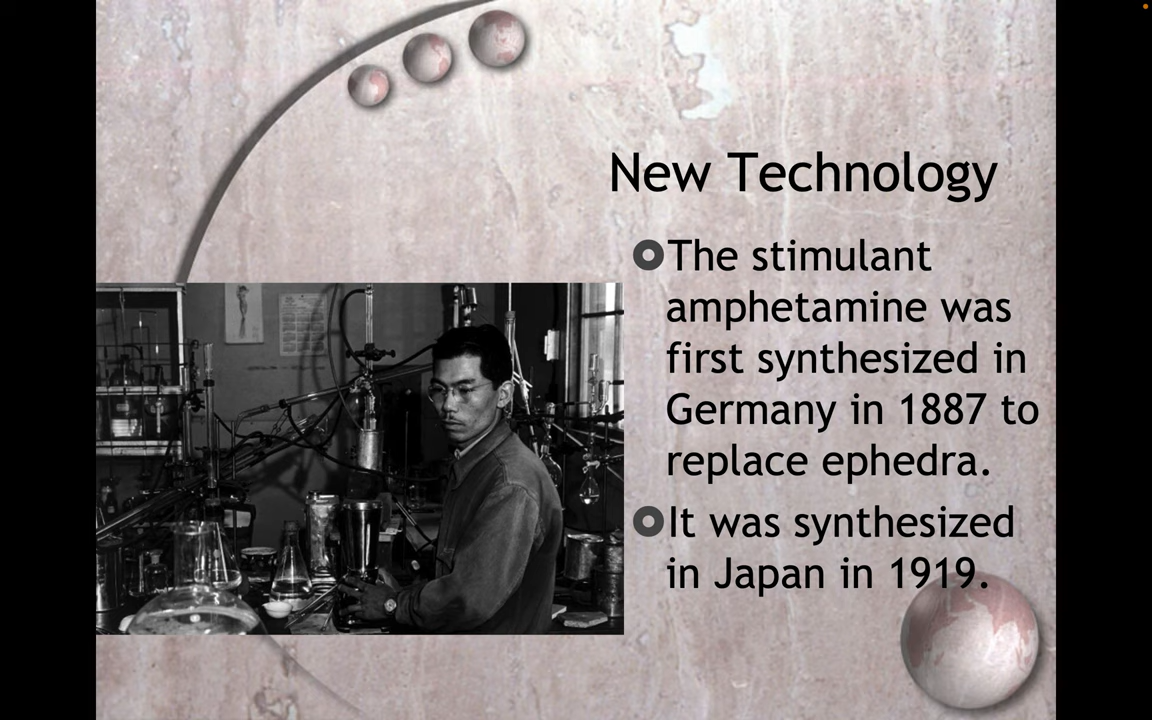 New Technology
The stimulant
amphetamine was
first synthesized in
Germany in 1887 to
replace ephedra.
It was synthesized
in Japan in 1919.